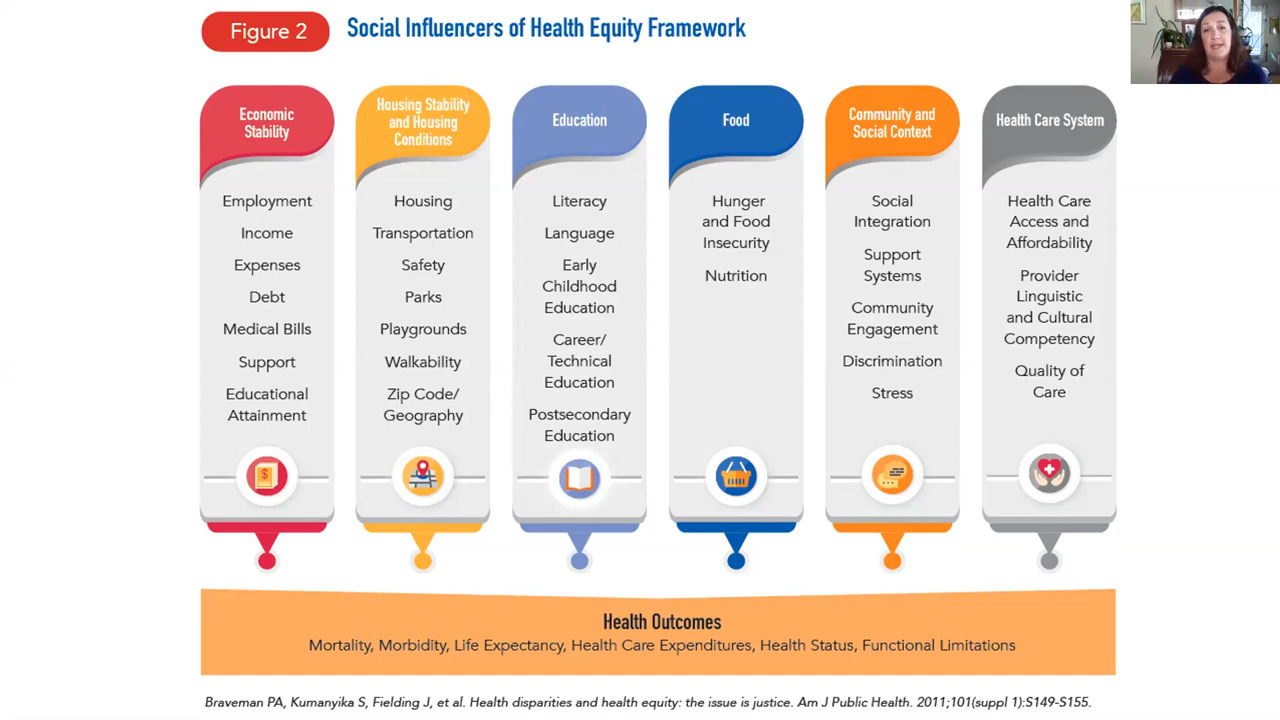 Figure 2
Social Influencers of Health Equity Framework
Economic
Stability
Employment
Income
Expenses
Debt
Medical Bills
Support
Educational
Attainment
Housing Stability
and Housing
Conditions
Housing
Transportation
Safety
Parks
Playgrounds
Walkability
Zip Code/
Geography
Education
Literacy
Language
Early
Childhood
Education
Career/
Technical
Education
Postsecondary
Education
Food
Hunger
and Food
Insecurity
Nutrition
Community and
Social Context
Social
Integration
Support
Systems
Community
Engagement
Discrimination
Stress
Health Care System
Health Care
Access and
Affordability
Provider
Linguistic
and Cultural
Competency
Quality of
Care
$
Health Outcomes
Mortality, Morbidity, Life Expectancy, Health Care Expenditures, Health Status, Functional Limitations
Braveman PA, Kumanyika S, Fielding J, et al. Health disparities and health equity: the issue is justice. Am J Public Health. 2011;101(suppl 1):S149-S155.